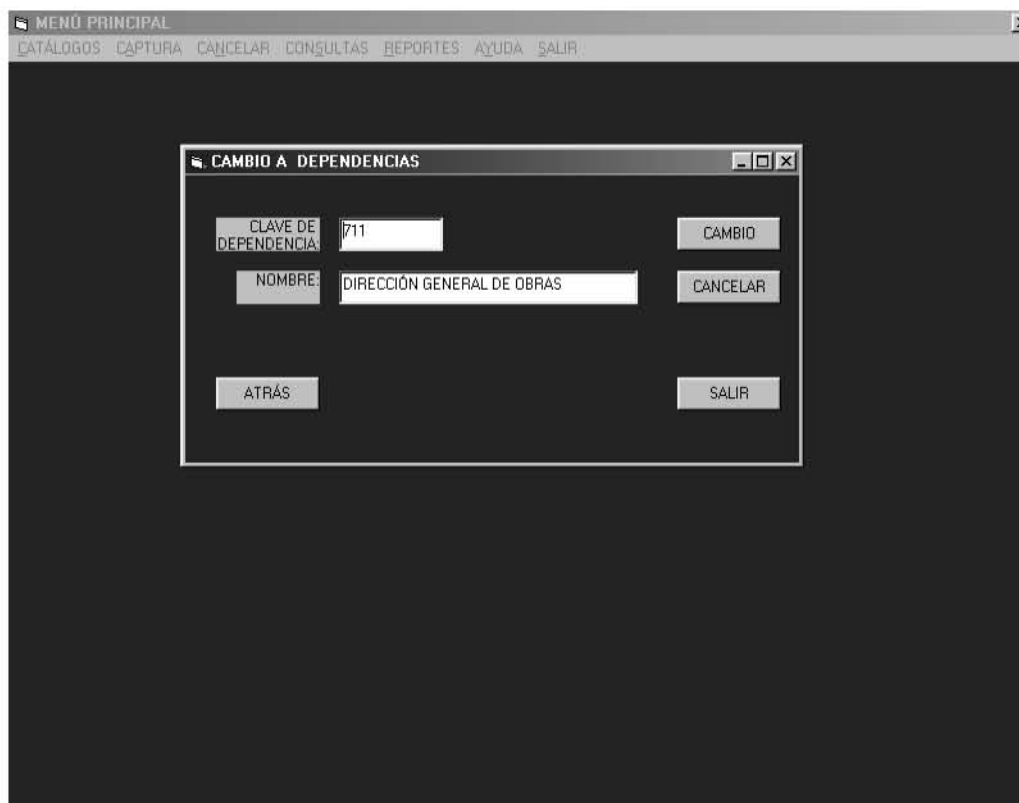 MENÚ PRINCIPAL
CATÁLOGOS CAPTURA CANCELAR CONSULTAS REPORTES AYUDA SALIR
CAMBIO A DEPENDENCIAS
CLAVE DE
DEPENDENCIA:
711
CAMBIO
NOMBRE:
DIRECCIÓN GENERAL DE OBRAS
CANCELAR
ATRÁS
SALIR